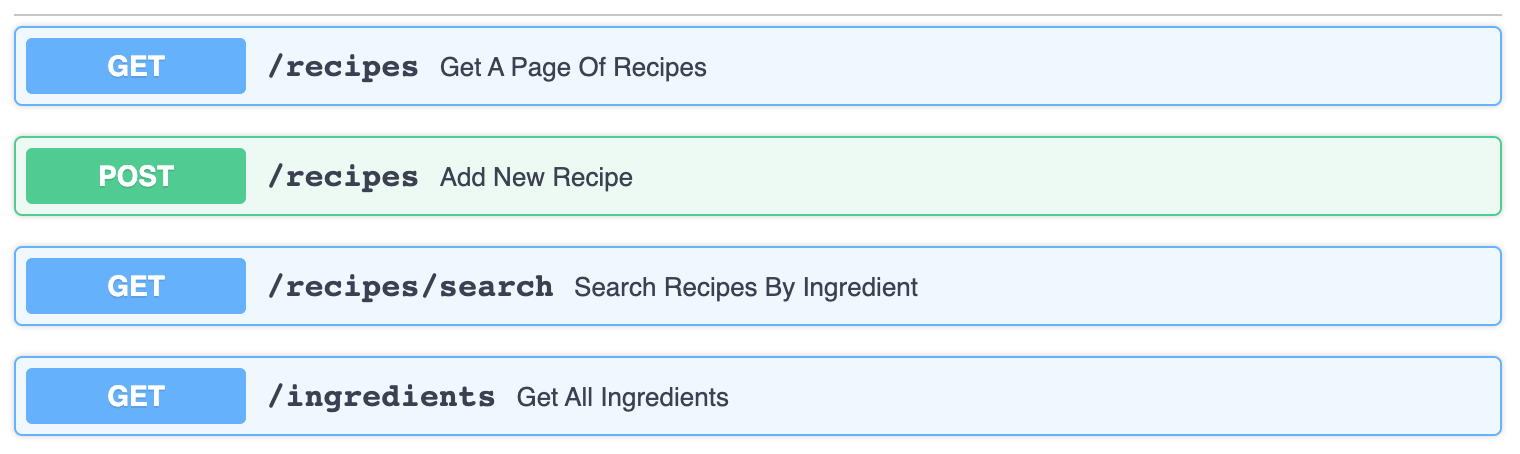 GET /recipes Get A Page Of Recipes
POST /recipes Add New Recipe
GET /recipes/search Search Recipes By Ingredient
GET /ingredients Get All Ingredients